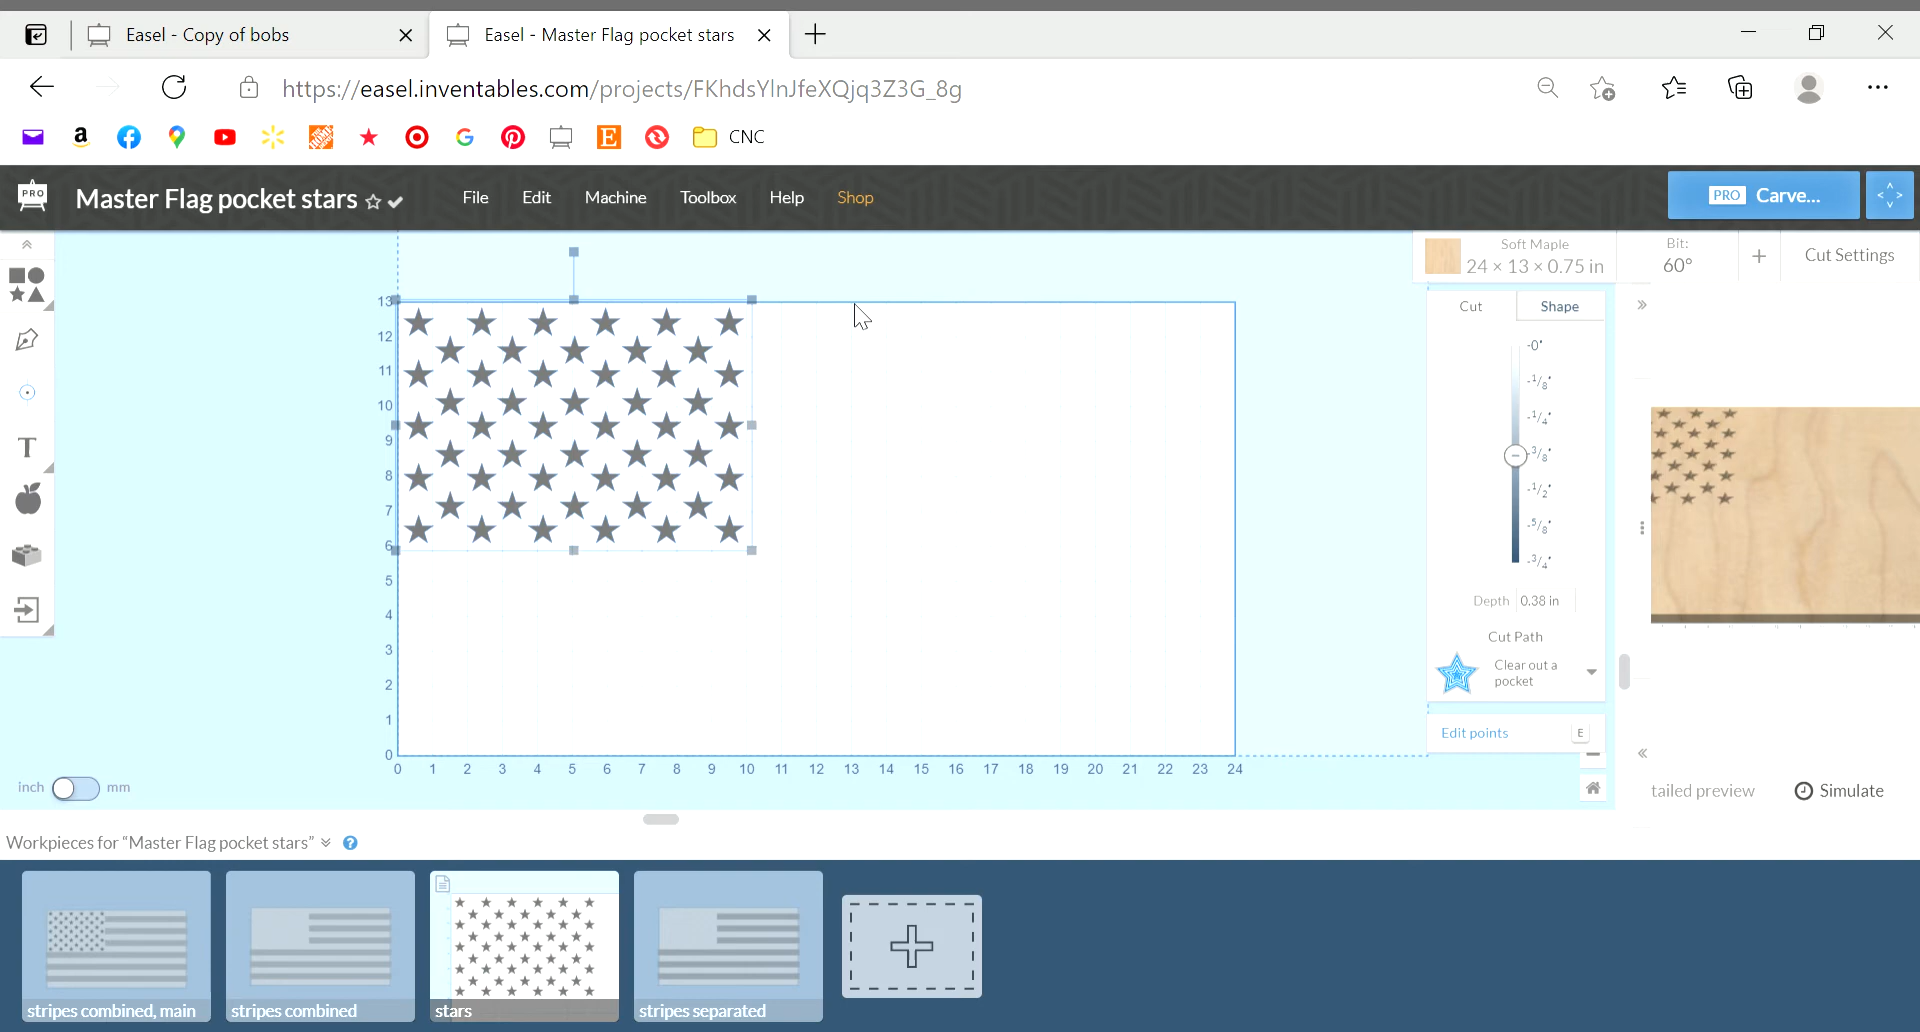 Easel - Copy of bobs
Easel - Master Flag pocket stars
https://easel.inventables.com/projects/FKhdsYlnJfeXQjq3Z3G_8g
a
G
E
CNC
PRO
Master Flag pocket stars
File
Edit
Machine
Toolbox
Help
Shop
PRO Carve...
Soft Maple
24 × 13 × 0.75 in
Bit:
60°
Cut Settings
Cut
Shape
-0"
-1/8"
-1/4"
-3/8"
-1/2"
-5/8"
-3/4"
Depth 0.38 in
Cut Path
Clear out a
pocket
Edit points E
T
13
12
11
10
9
8
7
6
5
4
3
2
1
0
0 1 2 3 4 5 6 7 8 9 10 11 12 13 14 15 16 17 18 19 20 21 22 23 24
inch mm
tailed preview
Simulate
Workpieces for “Master Flag pocket stars” ?
stripes combined, main
stripes combined
stars
stripes separated